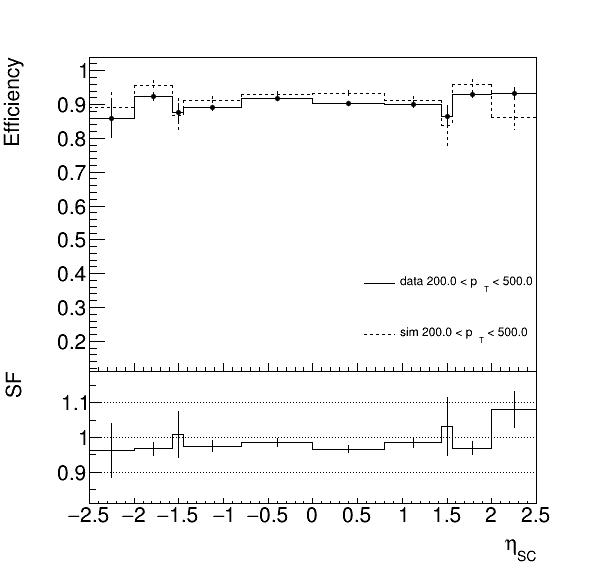 Efficiency
1
0.9
0.8
0.7
0.6
0.5
0.4
0.3
0.2
data 200.0 < p_T < 500.0
sim 200.0 < p_T < 500.0
SF
1.1
1
0.9
−2.5 −2 −1.5 −1 −0.5 0 0.5 1 1.5 2 2.5
η_SC